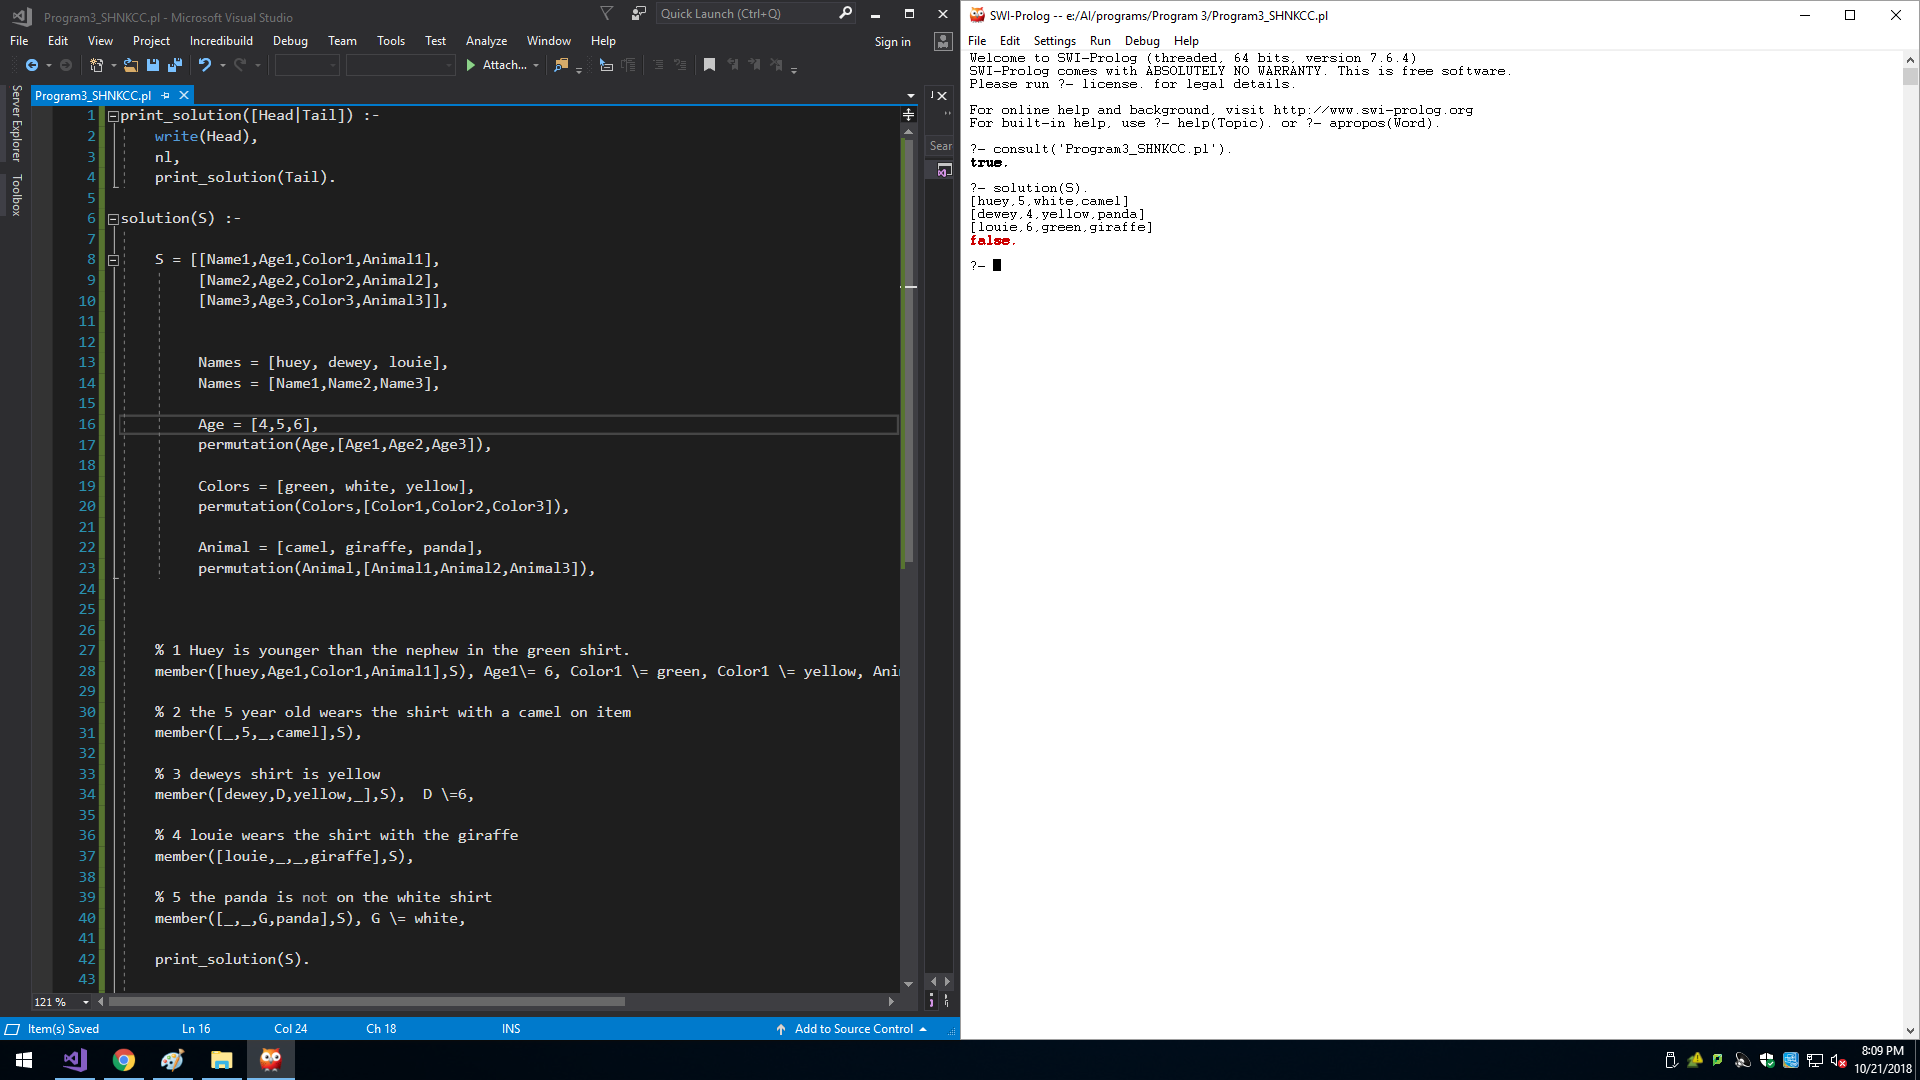 Program3_SHNKCC.pl - Microsoft Visual Studio
Quick Launch (Ctrl+Q)
File Edit View Project Incredibuild Debug Team Tools Test Analyze Window Help
Sign in
Attach...
Server Explorer
Toolbox
Program3_SHNKCC.pl
Sear
1 print_solution([Head|Tail]) :-
2 write(Head),
3 nl,
4 print_solution(Tail).
5
6 solution(S) :-
7
8 S = [[Name1,Age1,Color1,Animal1],
9 [Name2,Age2,Color2,Animal2],
10 [Name3,Age3,Color3,Animal3]],
11
12
13 Names = [huey, dewey, louie],
14 Names = [Name1,Name2,Name3],
15
16 Age = [4,5,6],
17 permutation(Age,[Age1,Age2,Age3]),
18
19 Colors = [green, white, yellow],
20 permutation(Colors,[Color1,Color2,Color3]),
21
22 Animal = [camel, giraffe, panda],
23 permutation(Animal,[Animal1,Animal2,Animal3]),
24
25
26
27 % 1 Huey is younger than the nephew in the green shirt.
28 member([huey,Age1,Color1,Animal1],S), Age1\= 6, Color1 \= green, Color1 \= yellow, Ani
29
30 % 2 the 5 year old wears the shirt with a camel on item
31 member([_,5,_,camel],S),
32
33 % 3 deweys shirt is yellow
34 member([dewey,D,yellow,_],S), D \=6,
35
36 % 4 louie wears the shirt with the giraffe
37 member([louie,_,_,giraffe],S),
38
39 % 5 the panda is not on the white shirt
40 member([_,_,G,panda],S), G \= white,
41
42 print_solution(S).
43
121 %
Item(s) Saved Ln 16 Col 24 Ch 18 INS Add to Source Control
SWI-Prolog -- e:/AI/programs/Program 3/Program3_SHNKCC.pl
File Edit Settings Run Debug Help
Welcome to SWI-Prolog (threaded, 64 bits, version 7.6.4)
SWI-Prolog comes with ABSOLUTELY NO WARRANTY. This is free software.
Please run ?- license. for legal details.
For online help and background, visit http://www.swi-prolog.org
For built-in help, use ?- help(Topic). or ?- apropos(Word).
?- consult('Program3_SHNKCC.pl').
true.
?- solution(S).
[huey,5,white,camel]
[dewey,4,yellow,panda]
[louie,6,green,giraffe]
false.
?-
8:09 PM
10/21/2018